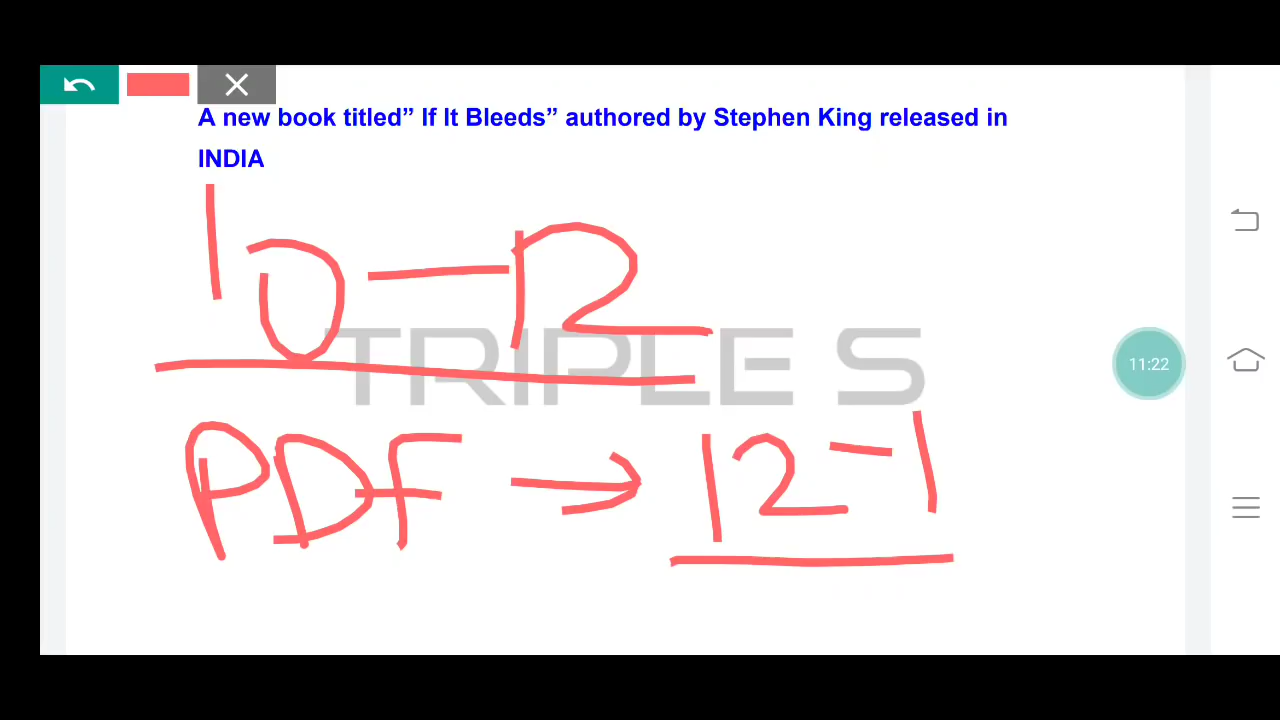 A new book titled” If It Bleeds” authored by Stephen King released in
INDIA
10 — 12
TRIPLE S
11:22
PDF → 12 - 1